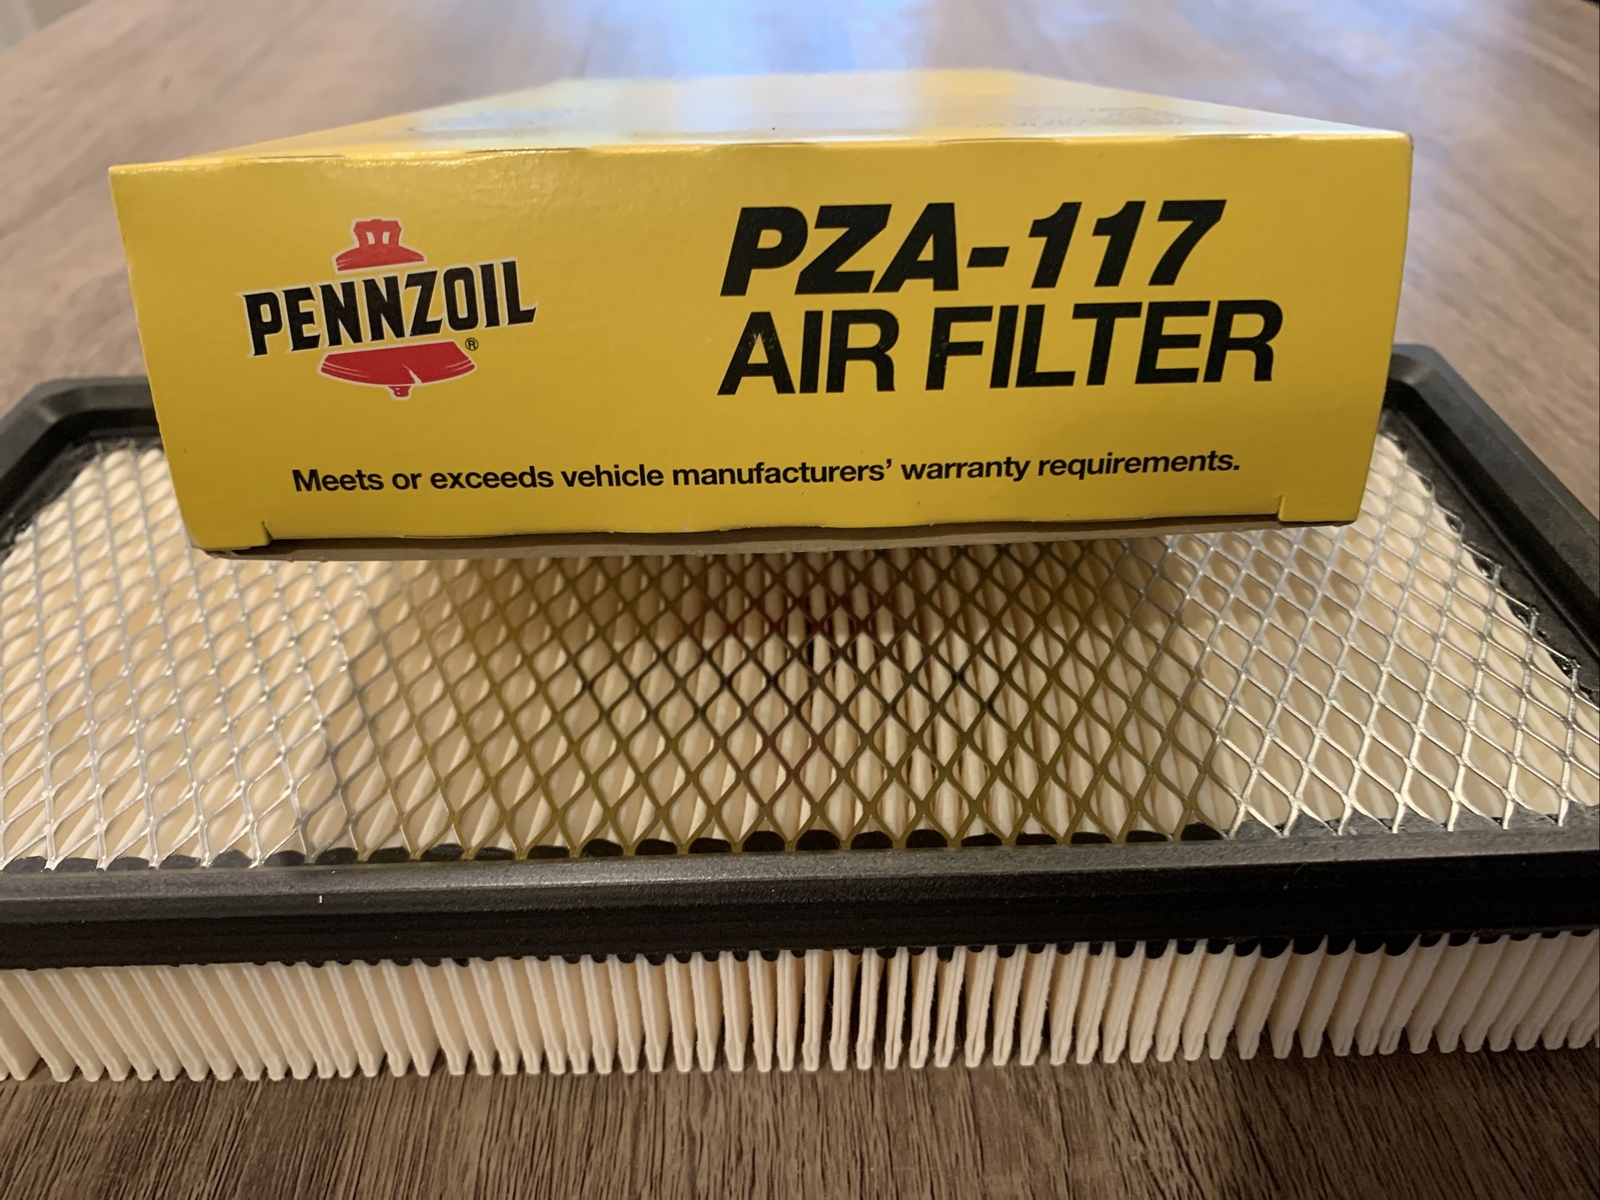 PENNZOIL®
PZA-117
AIR FILTER
Meets or exceeds vehicle manufacturers' warranty requirements.